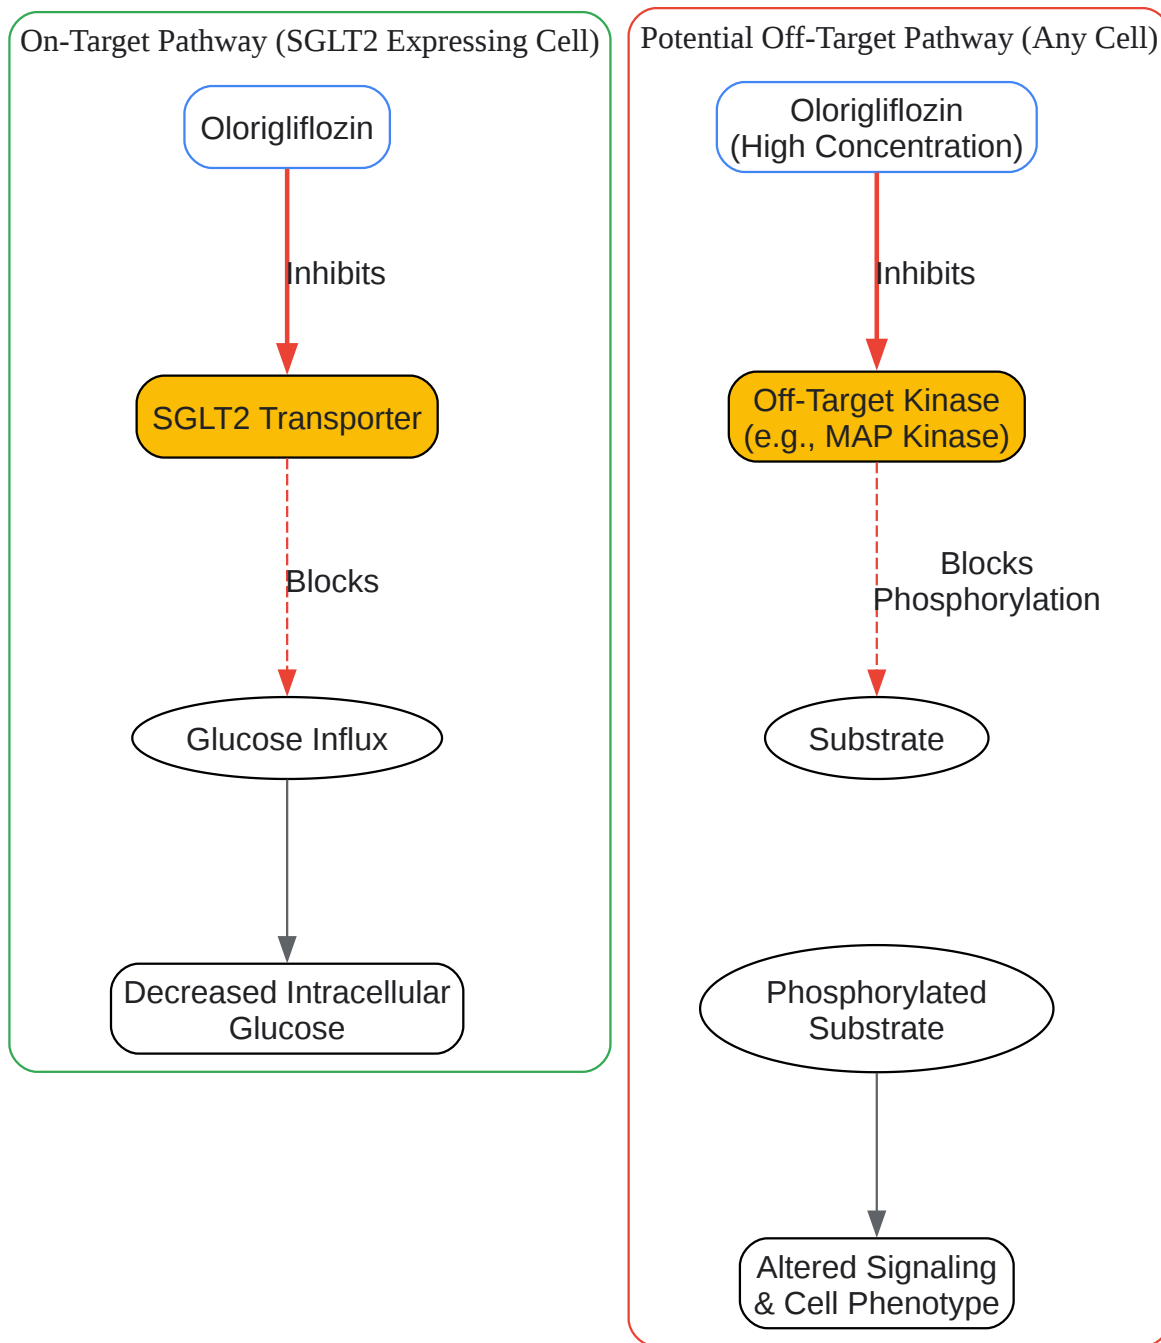 On-Target Pathway (SGLT2 Expressing Cell)
Olorigliflozin
Inhibits
SGLT2 Transporter
Blocks
Glucose Influx
Decreased Intracellular
Glucose
Potential Off-Target Pathway (Any Cell)
Olorigliflozin
(High Concentration)
Inhibits
Off-Target Kinase
(e.g., MAP Kinase)
Blocks
Phosphorylation
Substrate
Phosphorylated
Substrate
Altered Signaling
& Cell Phenotype